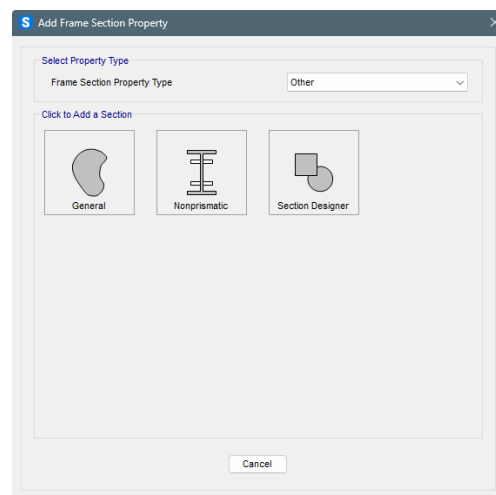 S Add Frame Section Property
Select Property Type
Frame Section Property Type Other
Click to Add a Section
General Nonprismatic Section Designer
Cancel